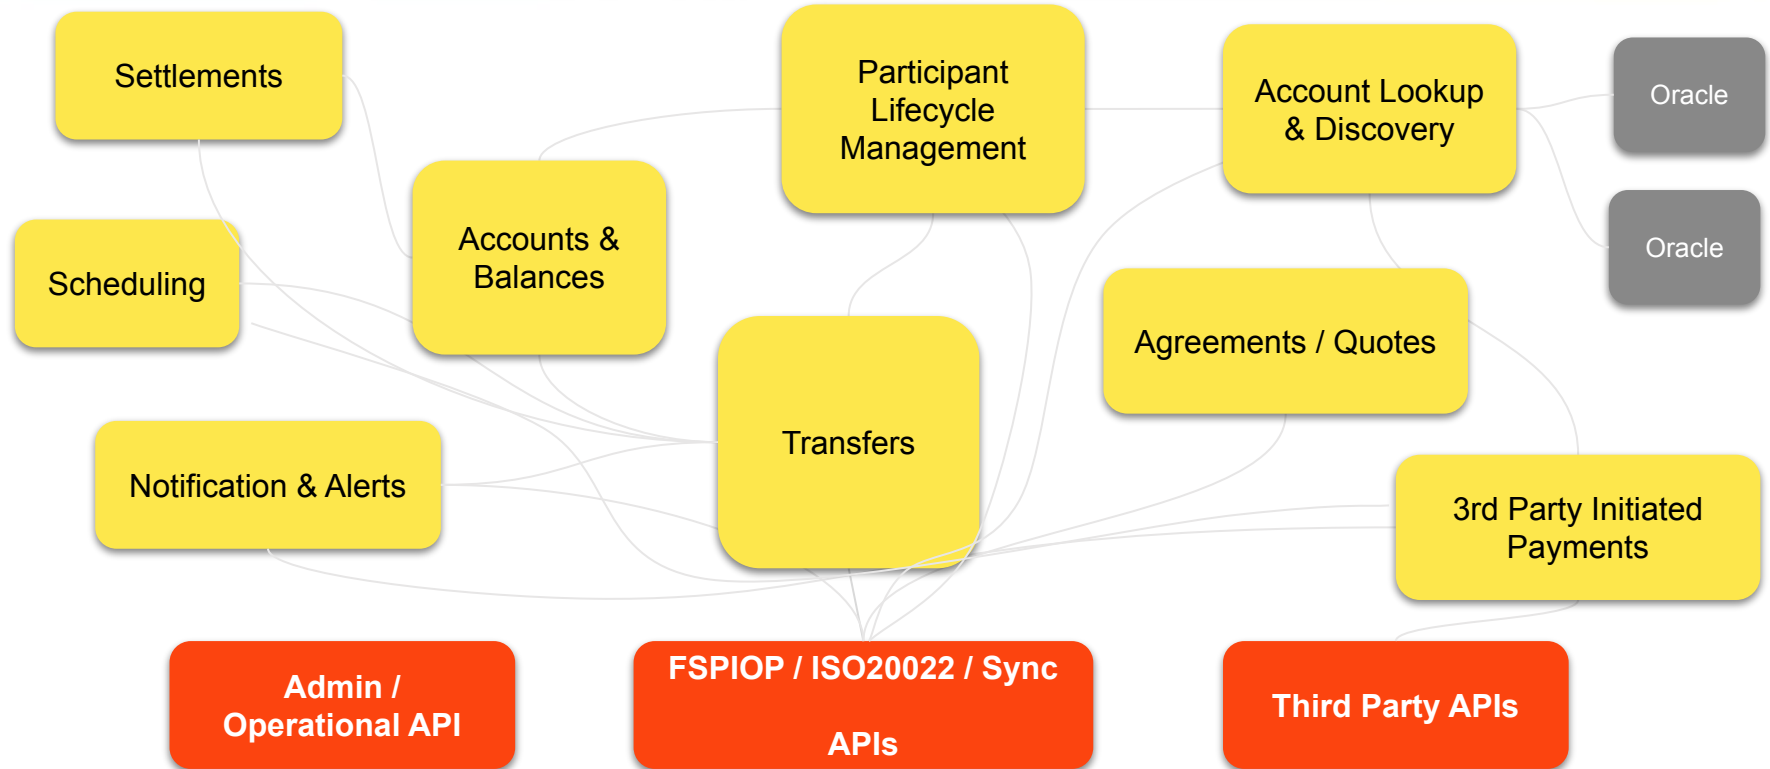 Settlements
Participant
Lifecycle
Management
Account Lookup
& Discovery
Oracle
Scheduling
Accounts &
Balances
Oracle
Agreements / Quotes
Transfers
Notification & Alerts
3rd Party Initiated
Payments
Admin /
Operational API
FSPIOP / ISO20022 / Sync
APIs
Third Party APIs